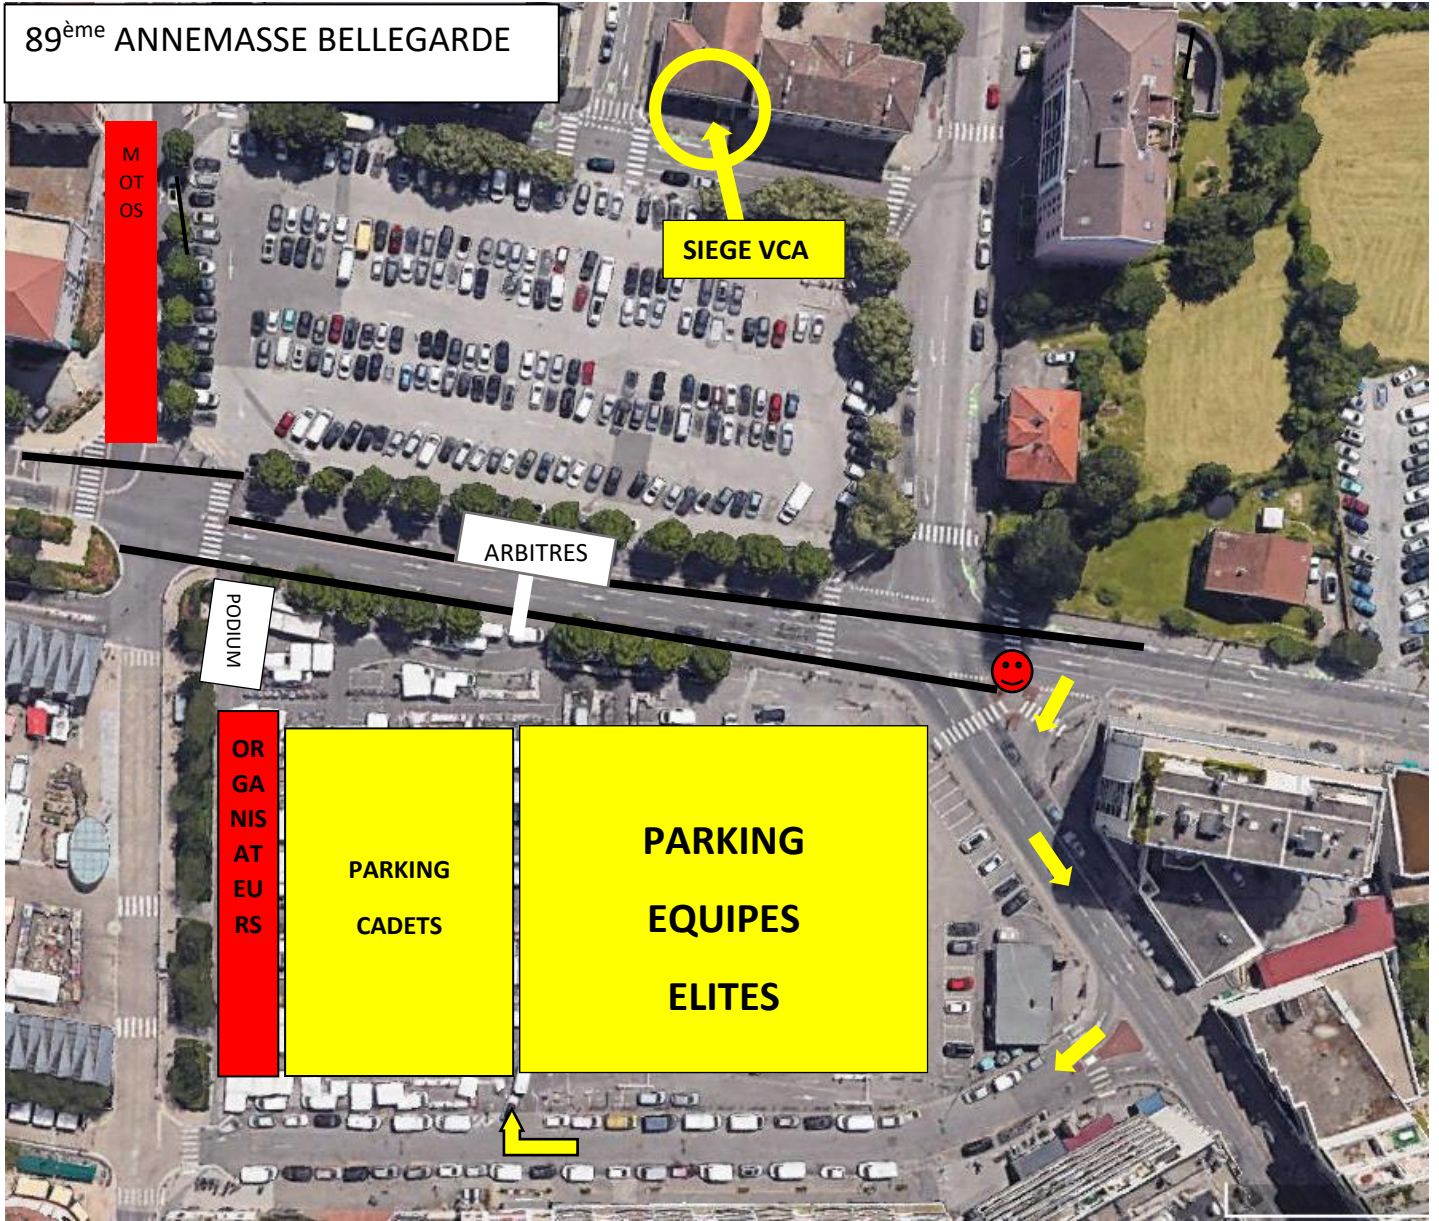 89ème ANNEMASSE BELLEGARDE
M
OT
OS
SIEGE VCA
ARBITRES
PODIUM
OR
GA
NIS
AT
EU
RS
PARKING
CADETS
PARKING
EQUIPES
ELITES